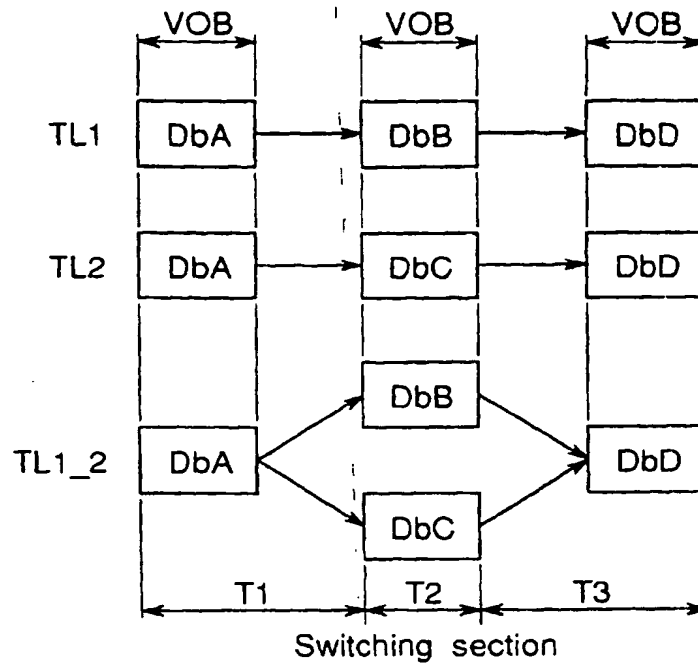 VOB VOB VOB
TL1 DbA DbB DbD
TL2 DbA DbC DbD
DbB
TL1_2 DbA DbD
DbC
T1 T2 T3
Switching section